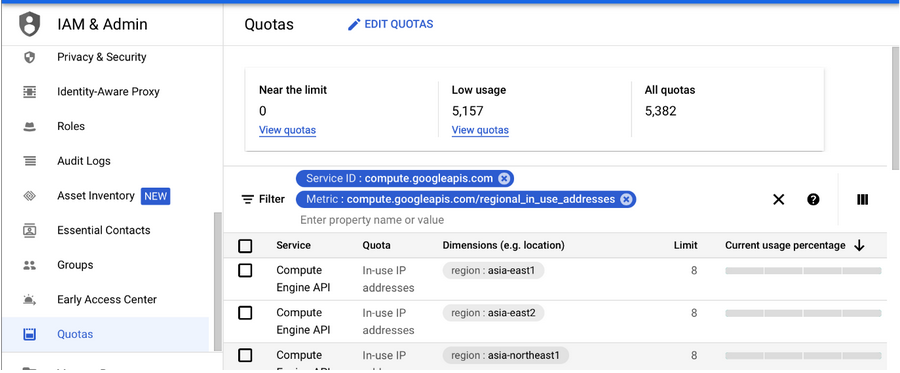 IAM & Admin
Privacy & Security
Identity-Aware Proxy
Roles
Audit Logs
Asset Inventory NEW
Essential Contacts
Groups
Early Access Center
Quotas
Quotas EDIT QUOTAS
Near the limit
0
View quotas
Low usage
5,157
View quotas
All quotas
5,382
Filter
Service ID : compute.googleapis.com
Metric : compute.googleapis.com/regional_in_use_addresses
Enter property name or value
Service Quota Dimensions (e.g. location) Limit Current usage percentage
Compute Engine API In-use IP addresses region : asia-east1 8
Compute Engine API In-use IP addresses region : asia-east2 8
Compute Engine API In-use IP region : asia-northeast1 8